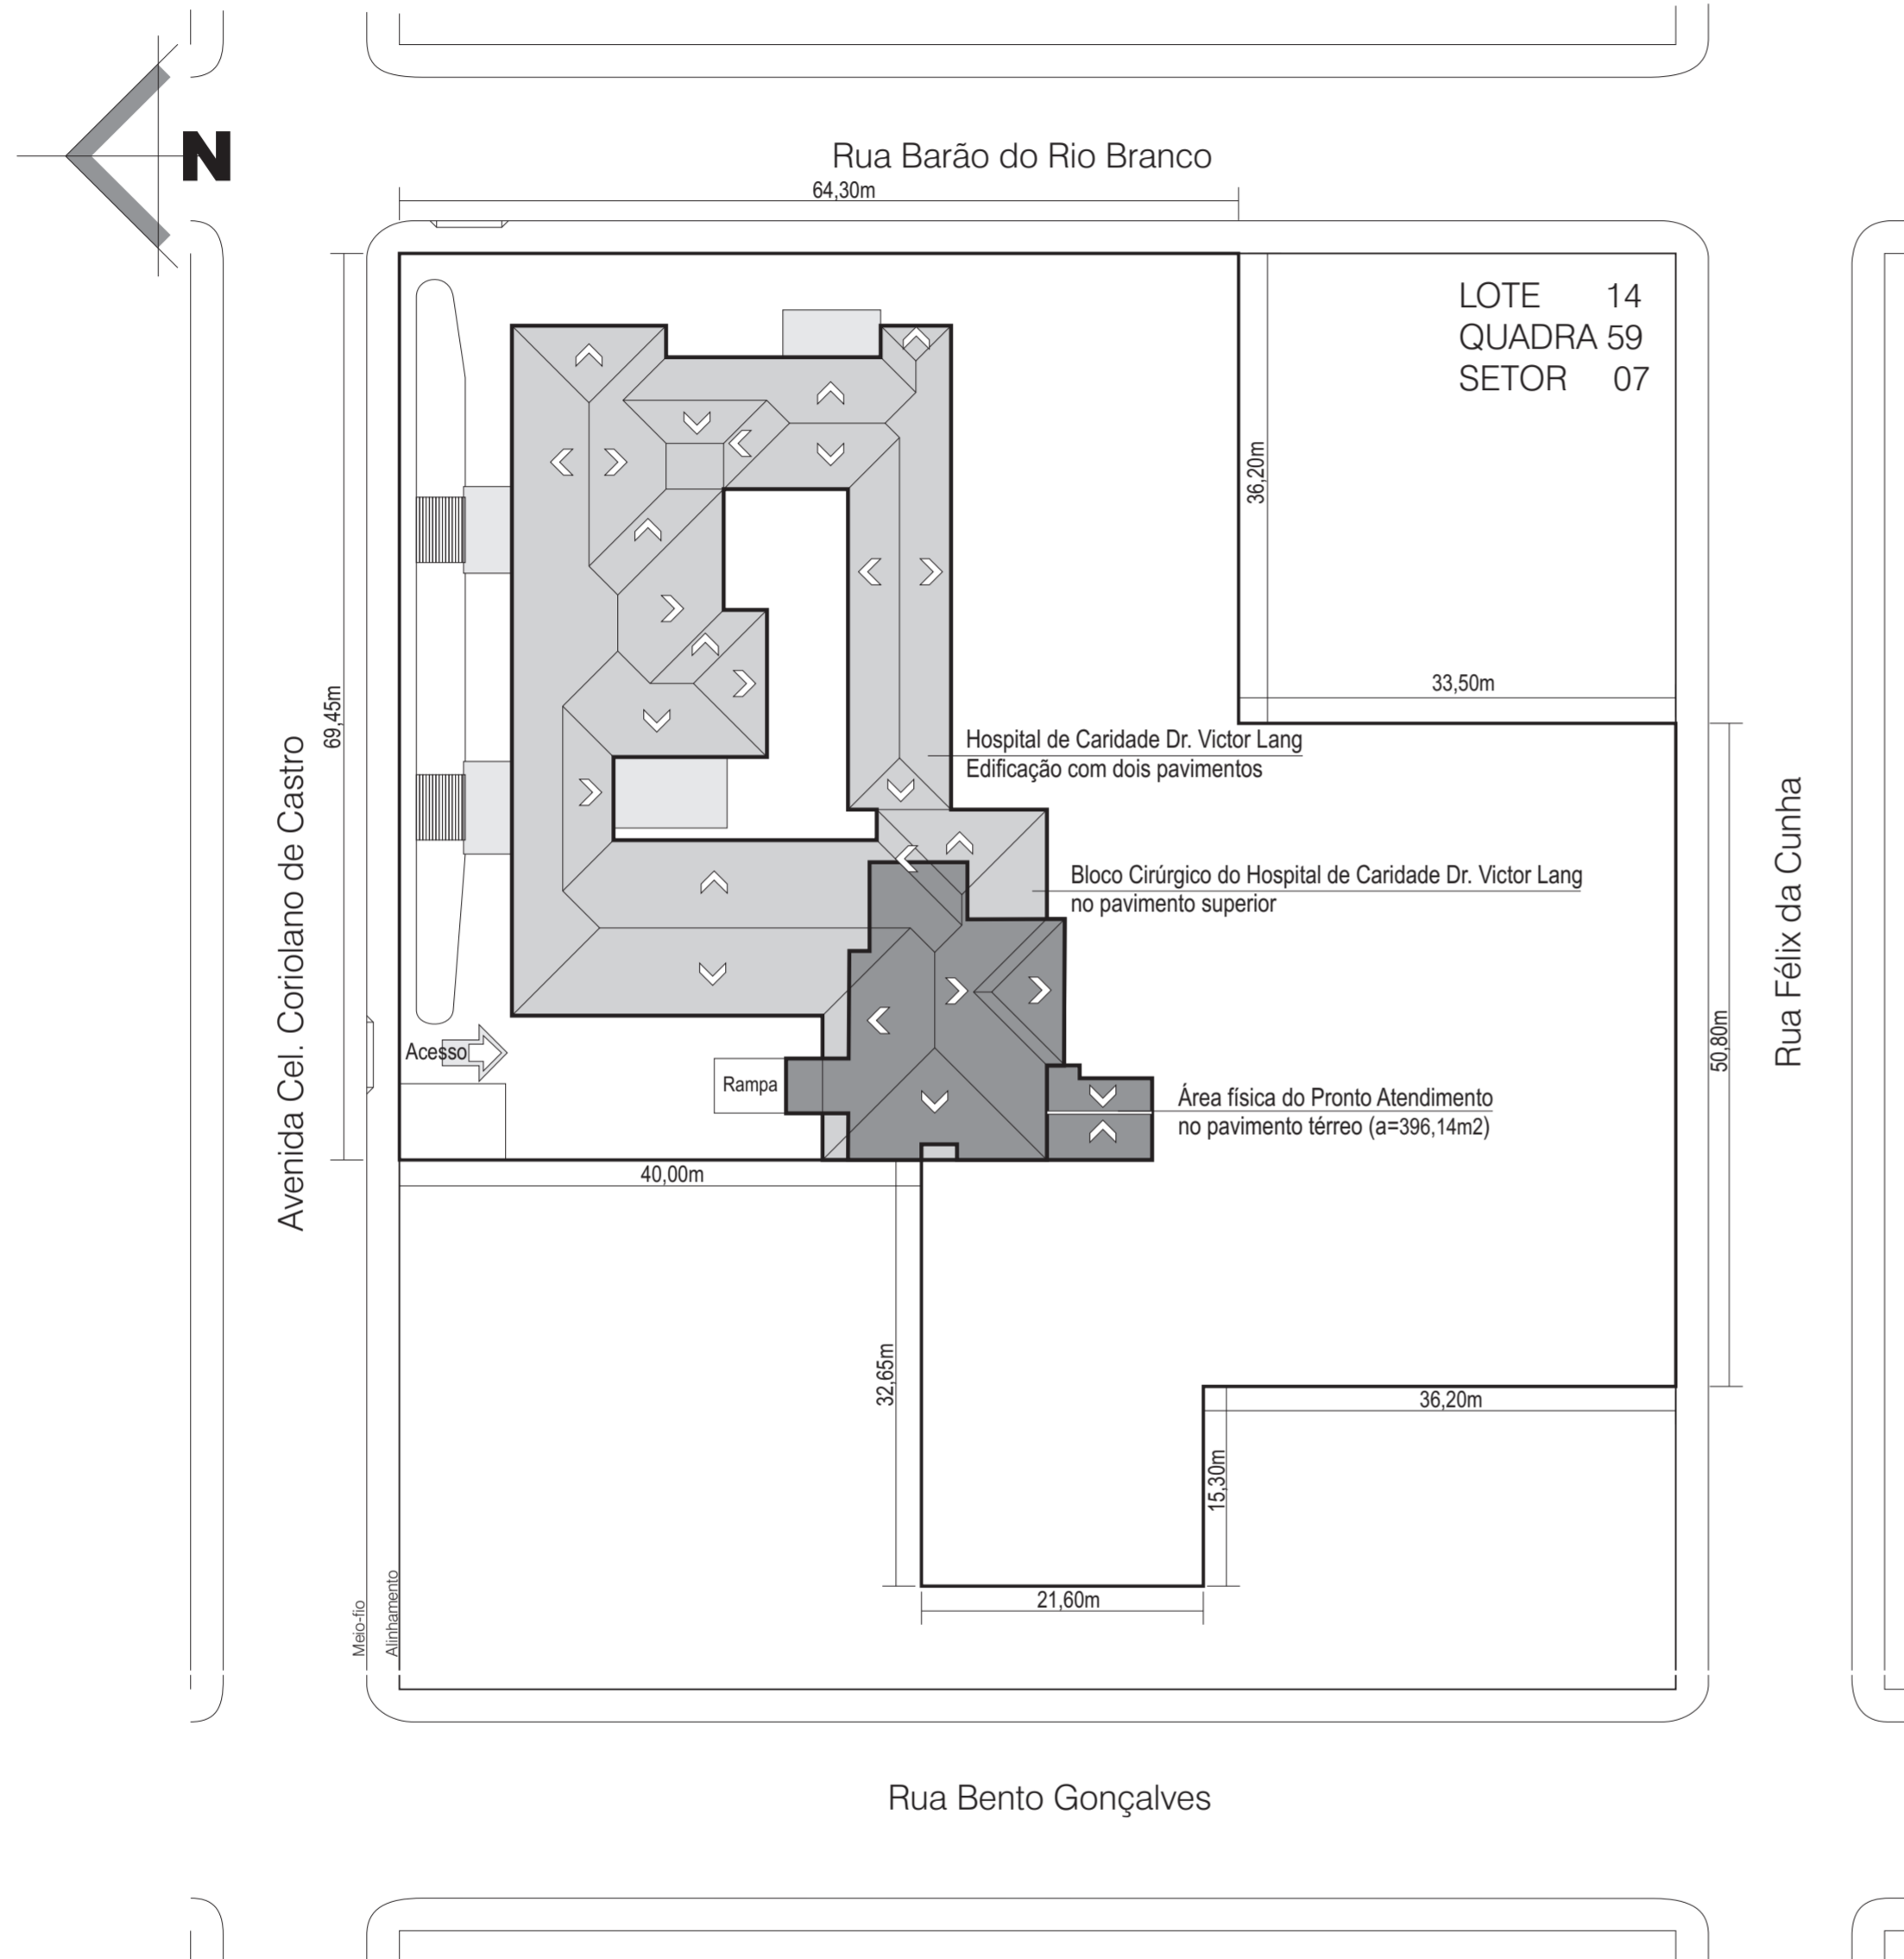 N
Rua Barão do Rio Branco
64,30m
LOTE 14
QUADRA 59
SETOR 07
36,20m
33,50m
69,45m
Avenida Cel. Coriolano de Castro
Hospital de Caridade Dr. Victor Lang
Edificação com dois pavimentos
Rua Félix da Cunha
Bloco Cirúrgico do Hospital de Caridade Dr. Victor Lang
no pavimento superior
50,80m
Acesso
Rampa
Área física do Pronto Atendimento
no pavimento térreo (a=396,14m2)
40,00m
32,65m
36,20m
15,30m
21,60m
Meio-fio
Alinhamento
Rua Bento Gonçalves